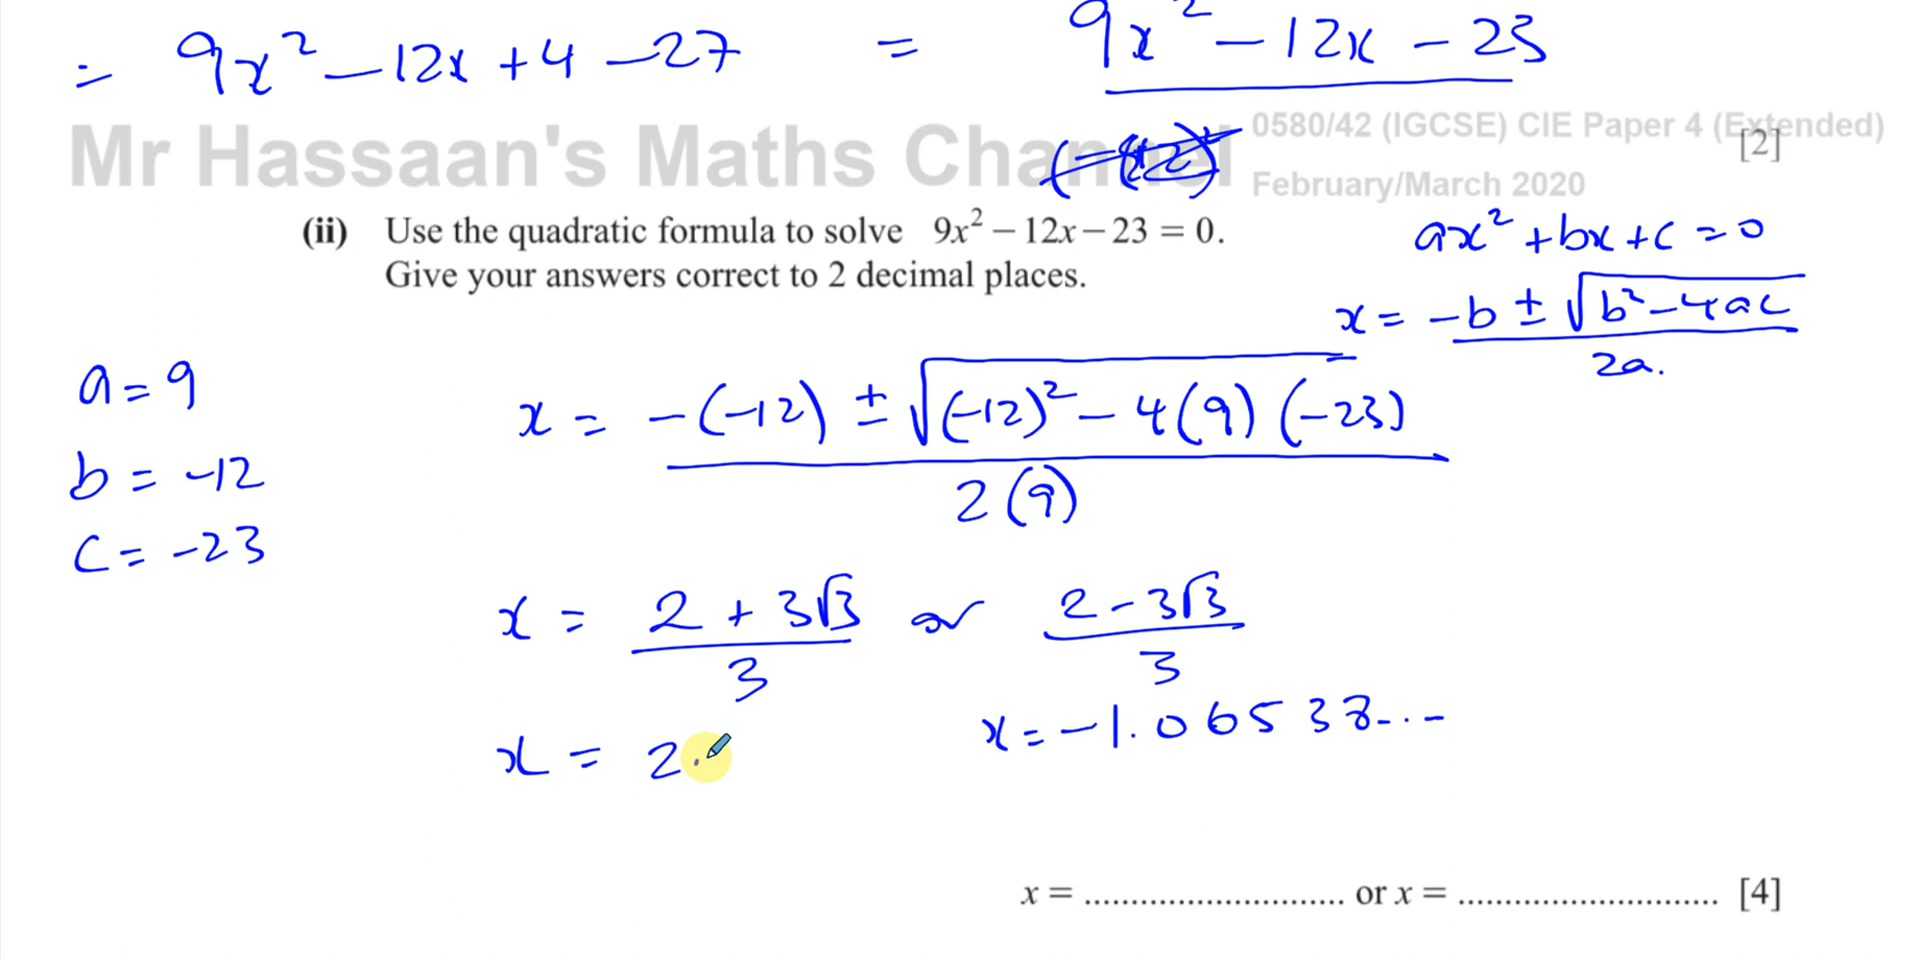 = 9x² – 12x + 4 – 27 = 9x² – 12x – 23
Mr Hassaan's Maths Channel 0580/42 (IGCSE) CIE Paper 4 (Extended)
[2]
February/March 2020
(ii) Use the quadratic formula to solve 9x² – 12x – 23 = 0.
Give your answers correct to 2 decimal places.
ax² + bx + c = 0
x = -b ± √(b² – 4ac) / 2a.
a = 9
b = -12
c = -23
x = -(-12) ± √((-12)² – 4(9)(-23)) / 2(9)
x = 2 + 3√3 / 3 or 2 - 3√3 / 3
x = 2. x = -1.06538...
x = .............................. or x = .............................. [4]